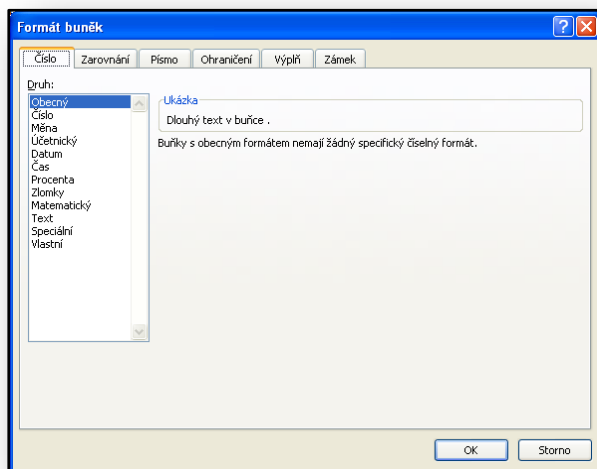 Formát buněk
Číslo Zarovnání Písmo Ohraničení Výplň Zámek
Druh:
Obecný
Číslo
Měna
Účetnický
Datum
Čas
Procenta
Zlomky
Matematický
Text
Speciální
Vlastní
Ukázka
Dlouhý text v buňce .
Buňky s obecným formátem nemají žádný specifický číselný formát.
OK Storno